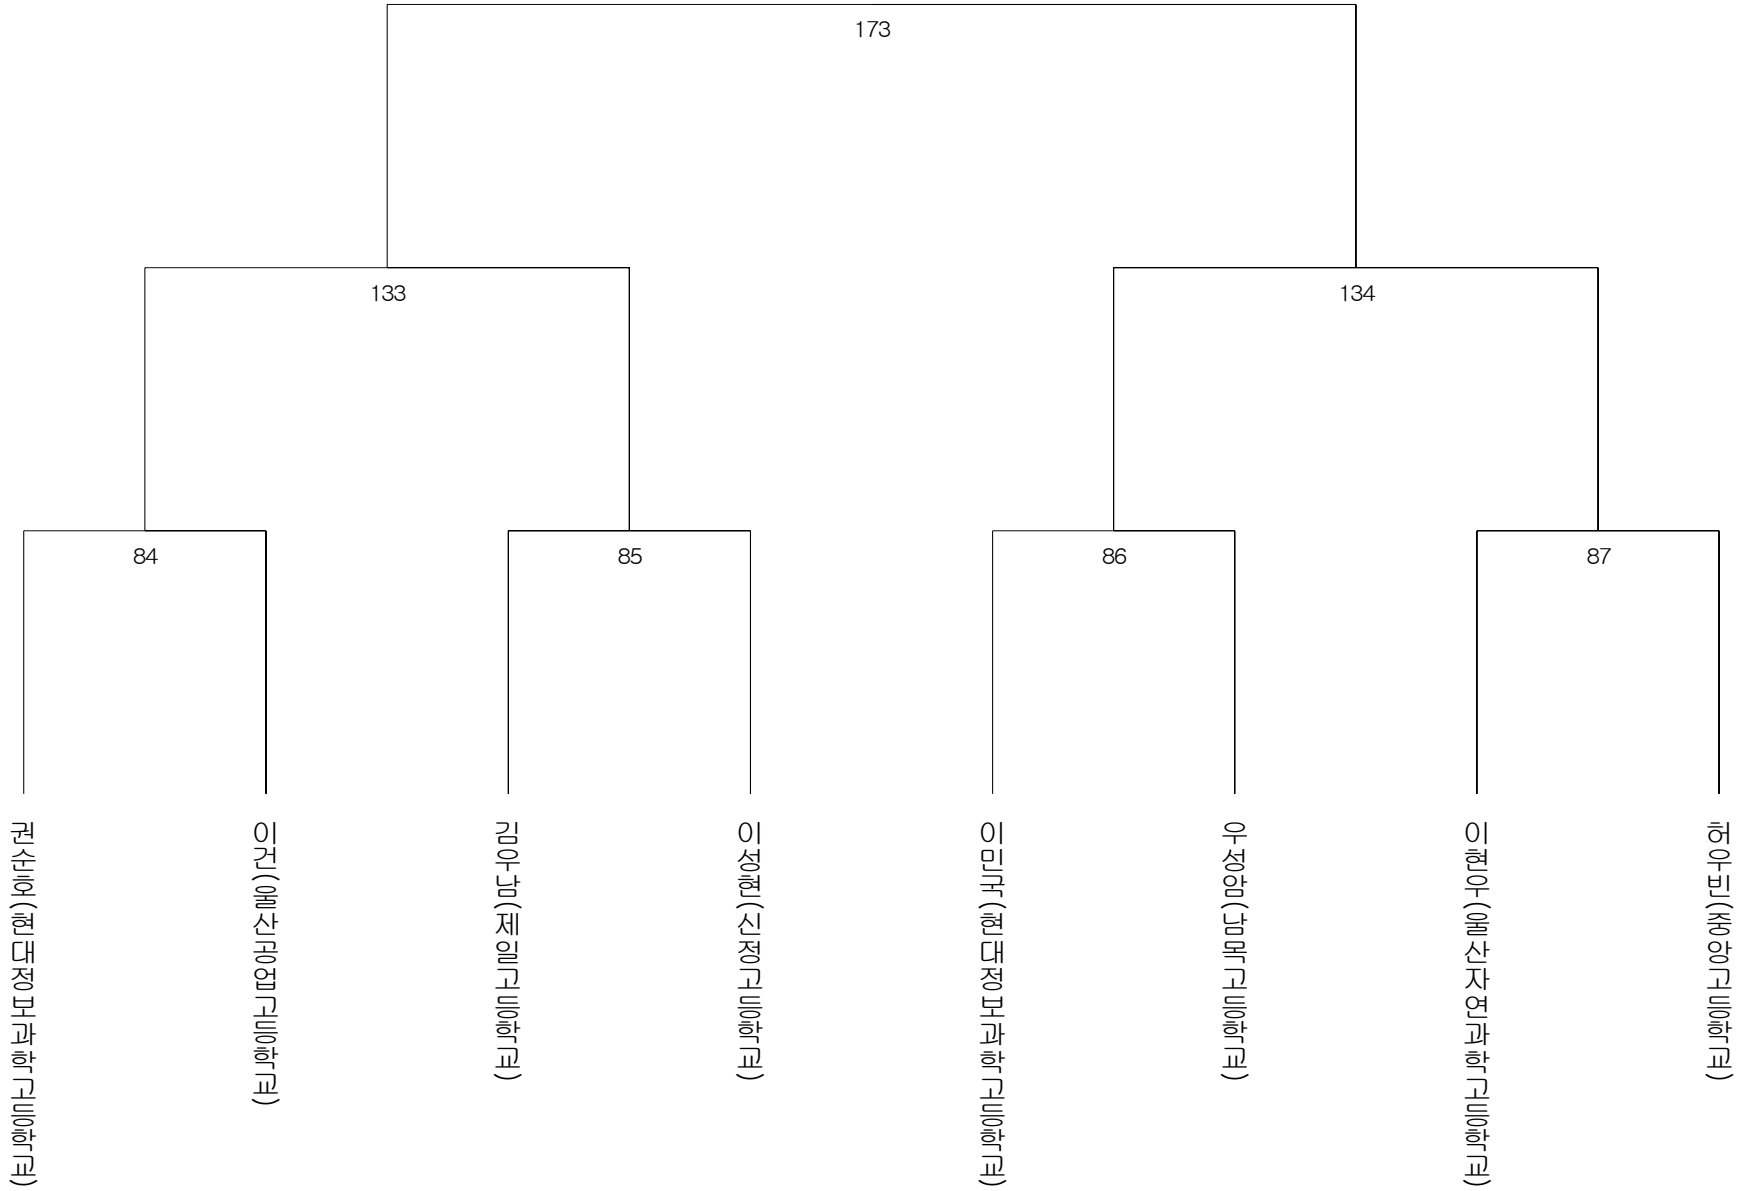 173
133
134
84
85
86
87
권순호(현대정보과학고등학교)
이건(울산공업고등학교)
김우남(제일고등학교)
이성현(신정고등학교)
이민국(현대정보과학고등학교)
우성암(남목고등학교)
이현우(울산자연과학고등학교)
허우빈(중앙고등학교)